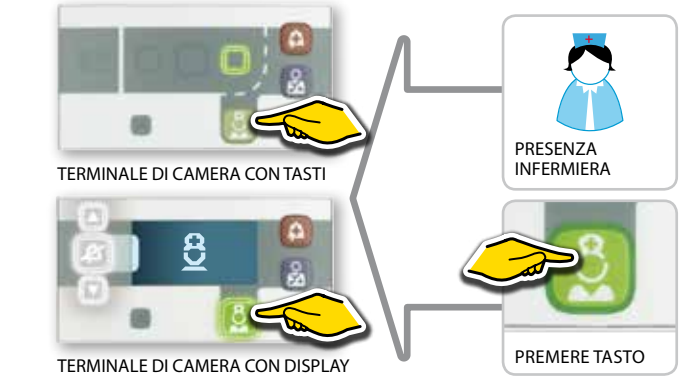 TERMINALE DI CAMERA CON TASTI
PRESENZA
INFERMIERA
TERMINALE DI CAMERA CON DISPLAY
PREMERE TASTO